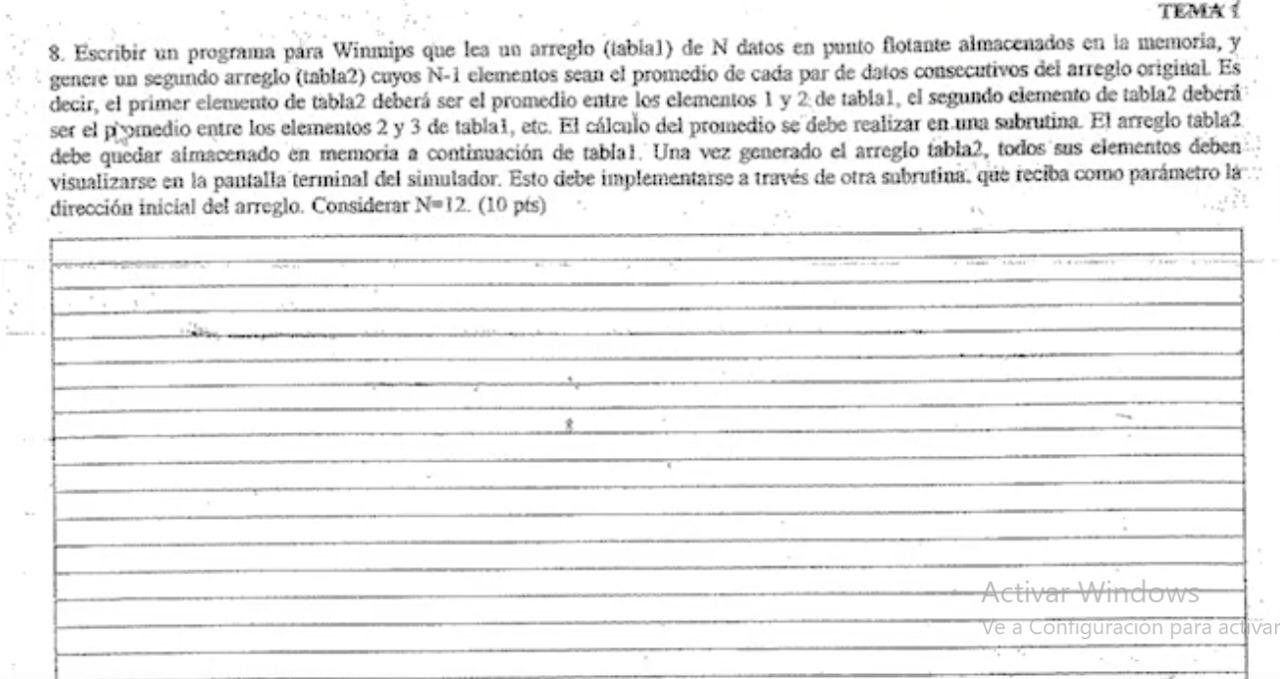 TEMA 1
8. Escribir un programa para Winmips que lea un arreglo (tabla1) de N datos en punto flotante almacenados en la memoria, y
genere un segundo arreglo (tabla2) cuyos N-1 elementos sean el promedio de cada par de datos consecutivos del arreglo original. Es
decir, el primer elemento de tabla2 deberá ser el promedio entre los elementos 1 y 2 de tabla1, el segundo elemento de tabla2 deberá
ser el promedio entre los elementos 2 y 3 de tabla1, etc. El cálculo del promedio se debe realizar en una subrutina. El arreglo tabla2
debe quedar almacenado en memoria a continuación de tabla1. Una vez generado el arreglo tabla2, todos sus elementos deben
visualizarse en la pantalla terminal del simulador. Esto debe implementarse a través de otra subrutina, que reciba como parámetro la
dirección inicial del arreglo. Considerar N=12. (10 pts)
Activar Windows
Ve a Configuración para activar